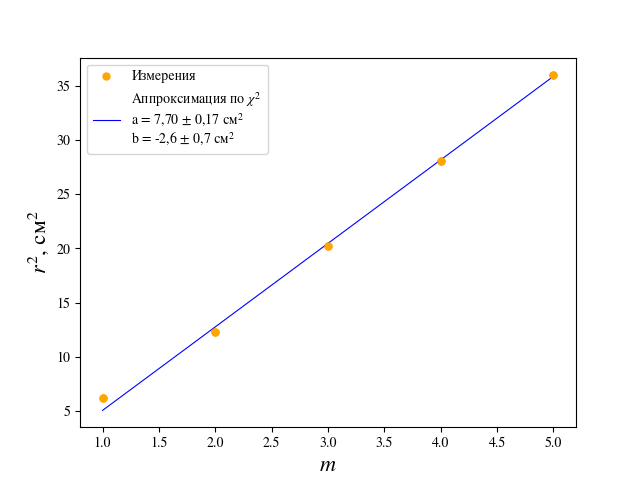 Измерения
Аппроксимация по χ²
a = 7,70 ± 0,17 см²
b = -2,6 ± 0,7 см²
35
30
25
20
15
10
5
r², см²
1.0 1.5 2.0 2.5 3.0 3.5 4.0 4.5 5.0
m